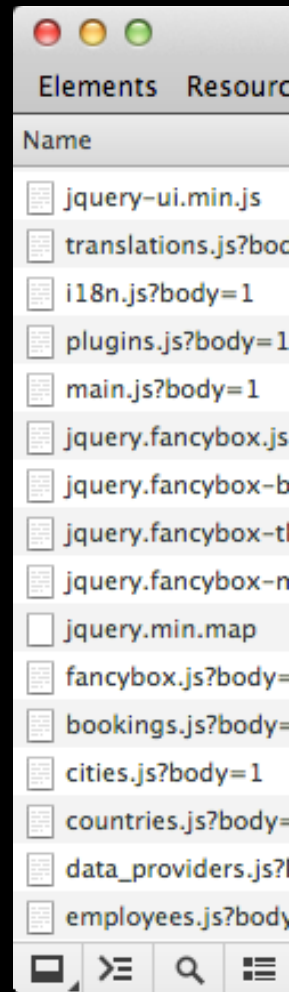 Elements Resourc
Name
jquery-ui.min.js
translations.js?bod
i18n.js?body=1
plugins.js?body=1
main.js?body=1
jquery.fancybox.js
jquery.fancybox-b
jquery.fancybox-t
jquery.fancybox-n
jquery.min.map
fancybox.js?body=
bookings.js?body=
cities.js?body=1
countries.js?body=
data_providers.js?
employees.js?body